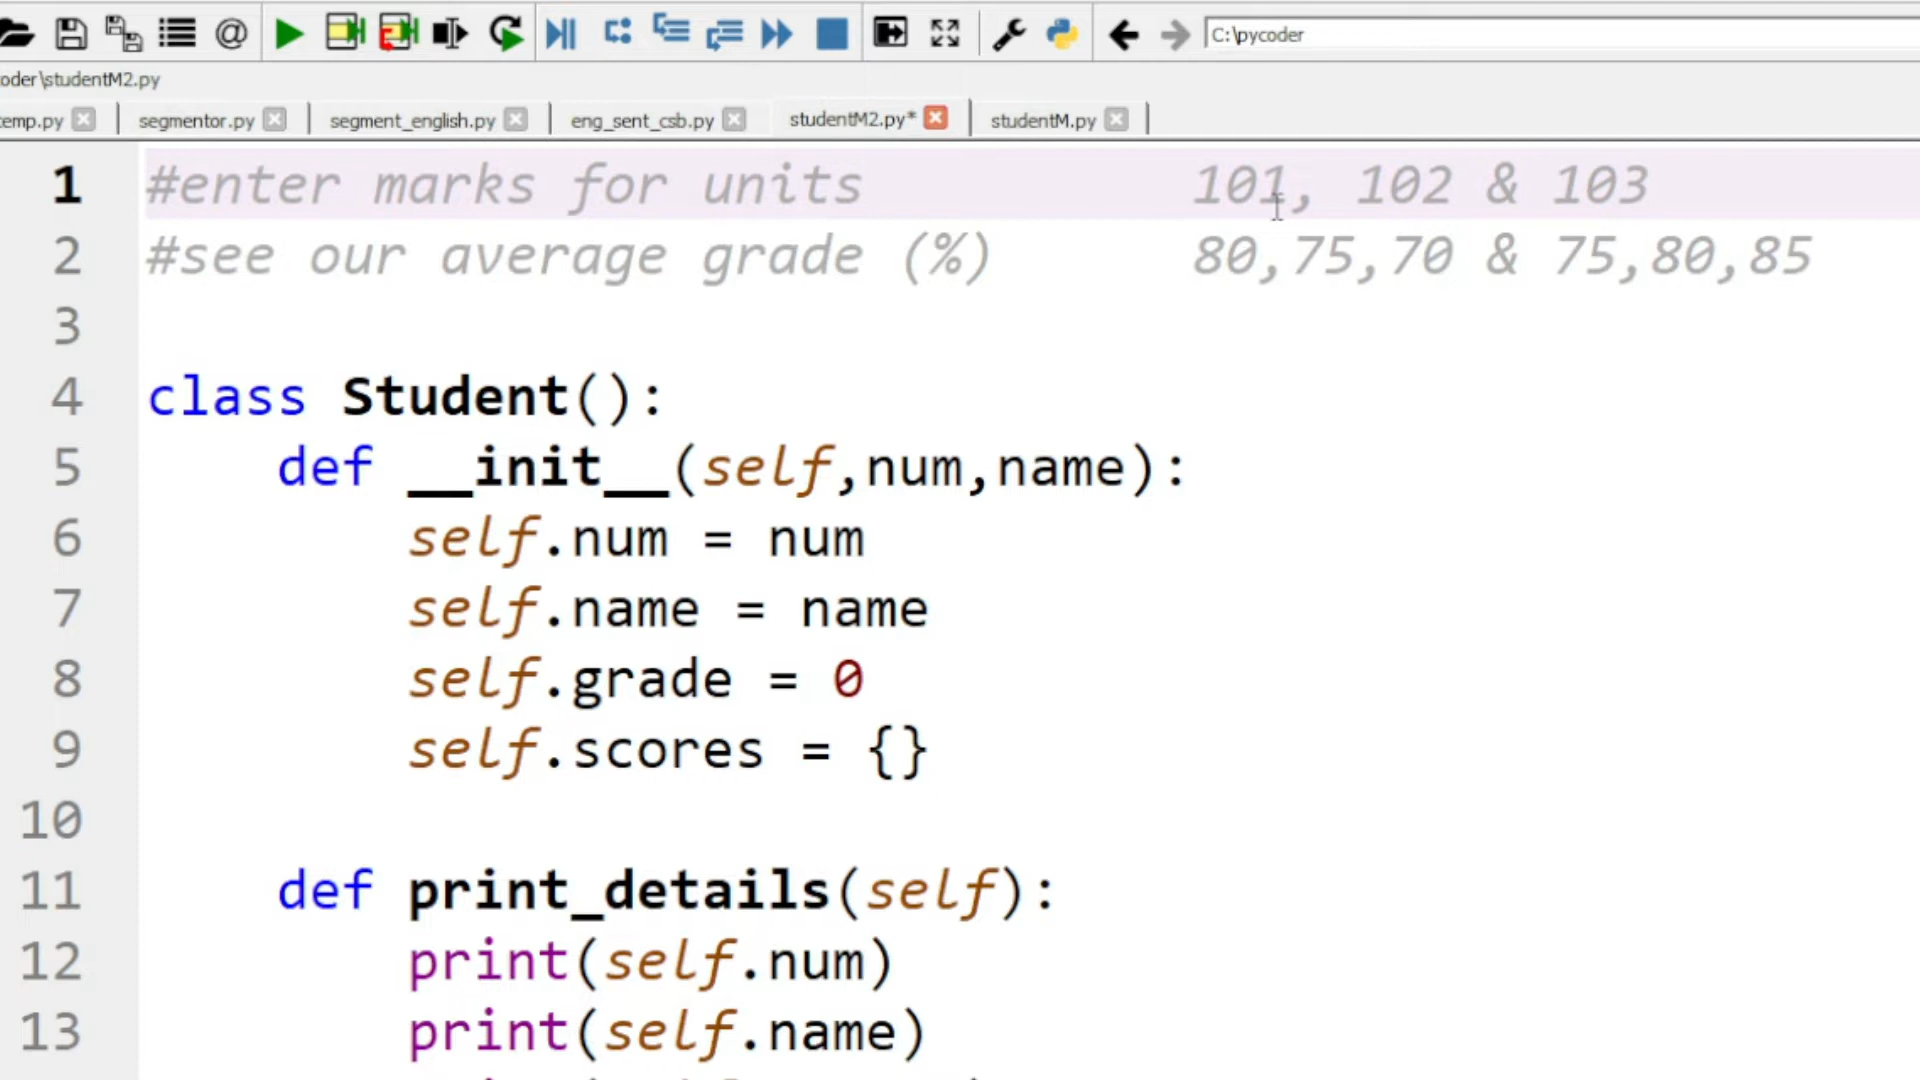 C:\pycoder
oder\studentM2.py
temp.py segmentor.py segment_english.py eng_sent_csb.py studentM2.py* studentM.py
1 #enter marks for units 101, 102 & 103
2 #see our average grade (%) 80,75,70 & 75,80,85
3
4 class Student():
5 def __init__(self,num,name):
6 self.num = num
7 self.name = name
8 self.grade = 0
9 self.scores = {}
10
11 def print_details(self):
12 print(self.num)
13 print(self.name)